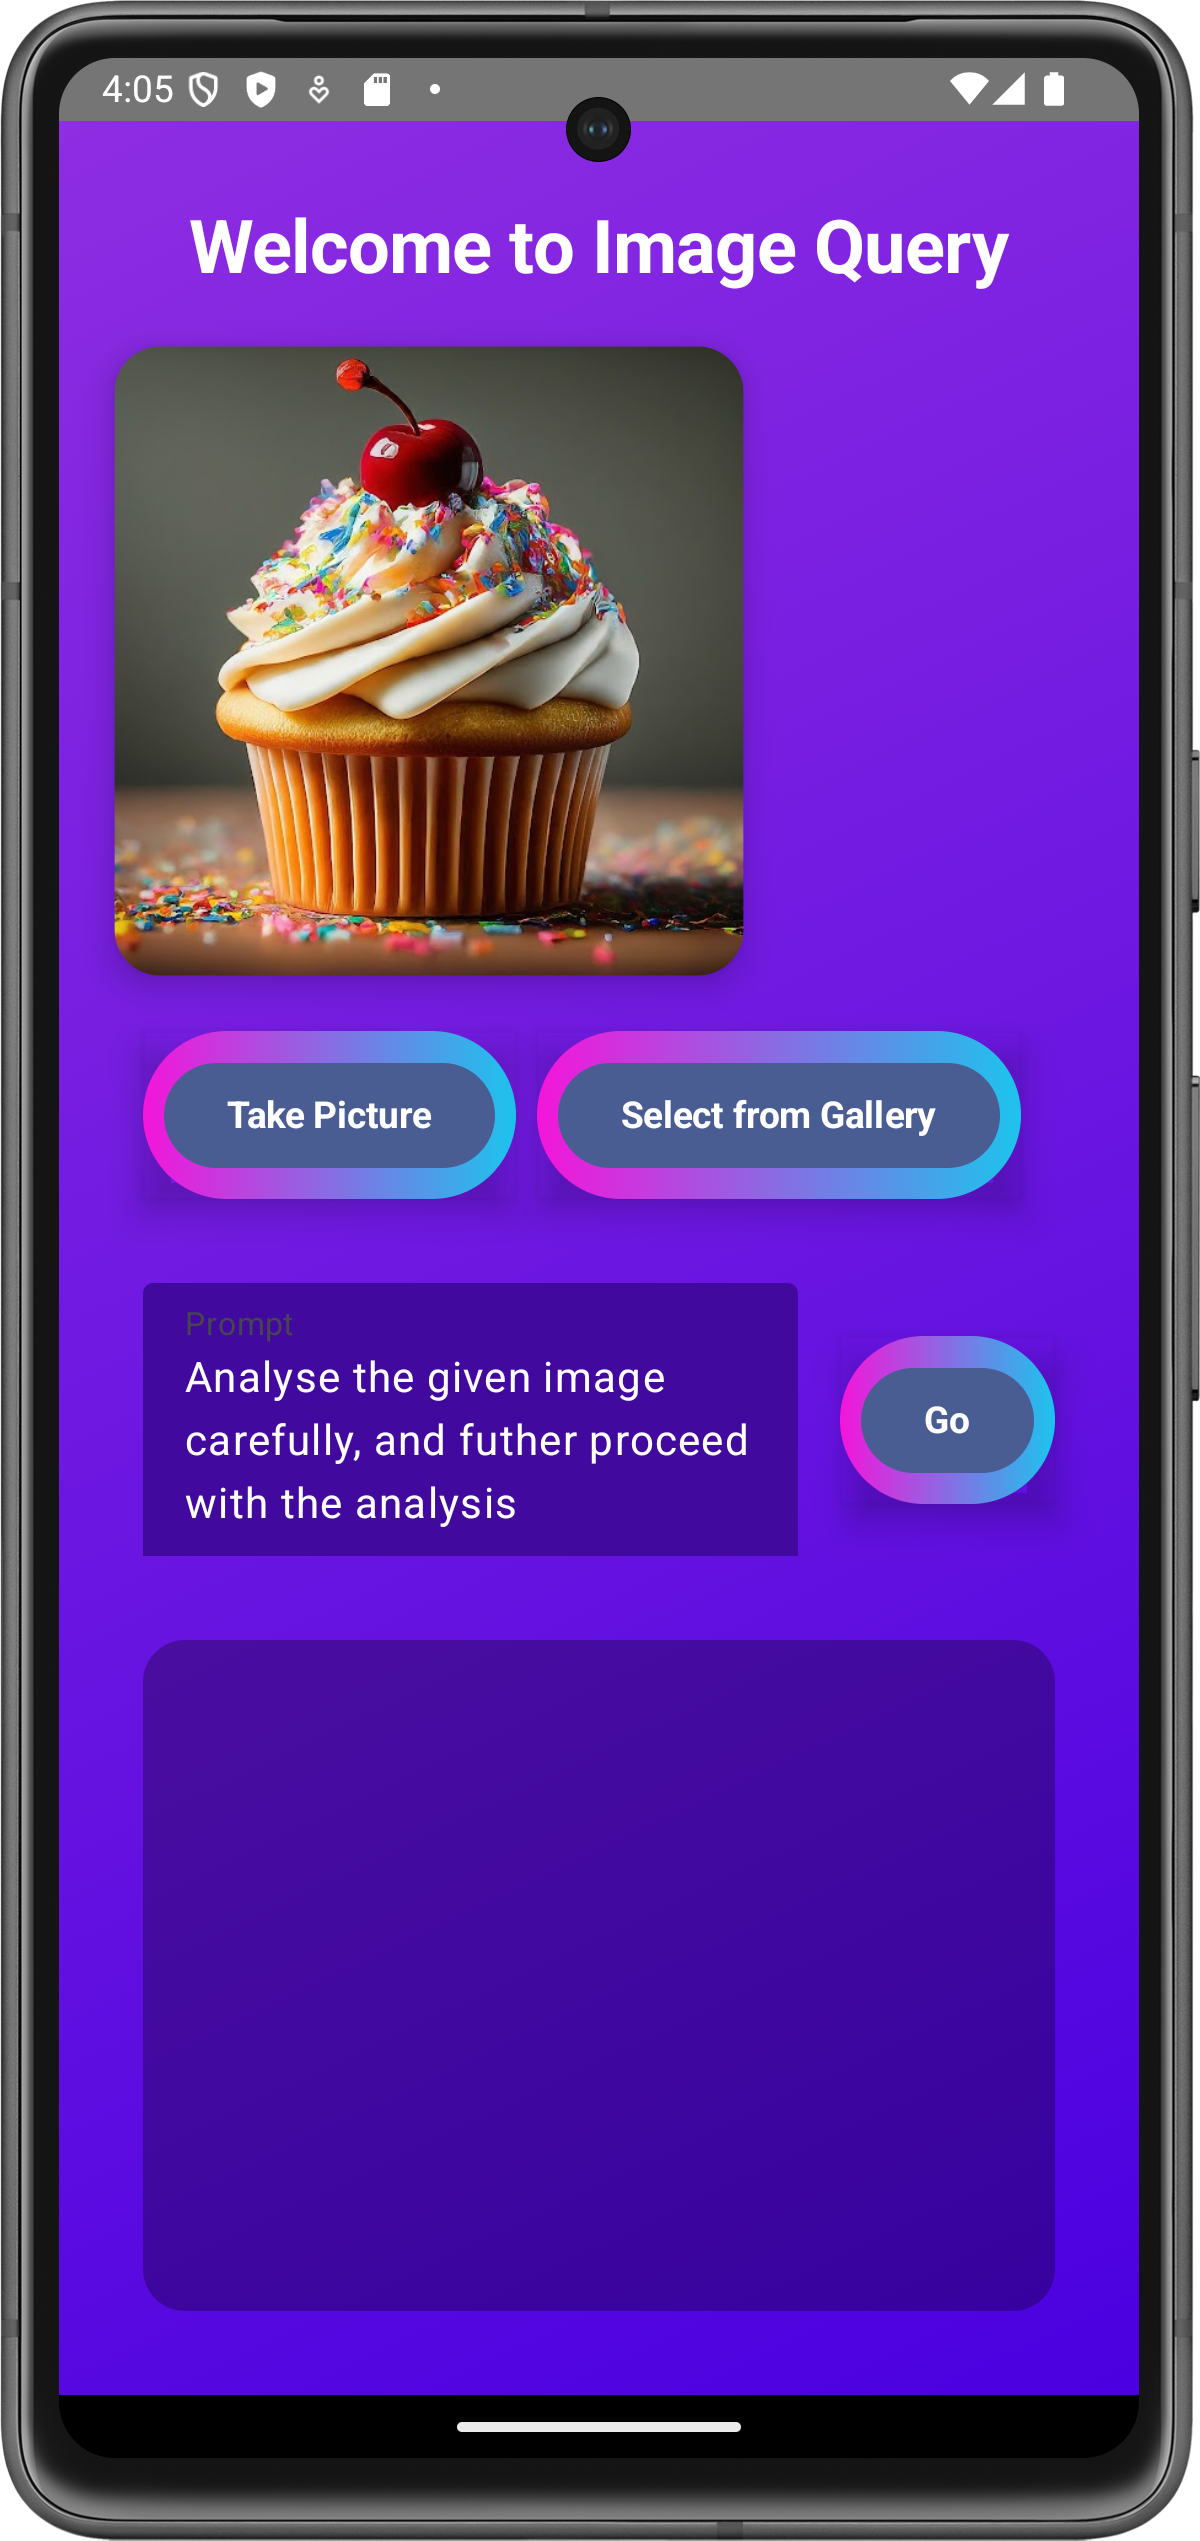 4:05
Welcome to Image Query
Take Picture
Select from Gallery
Prompt
Analyse the given image
carefully, and futher proceed
with the analysis
Go